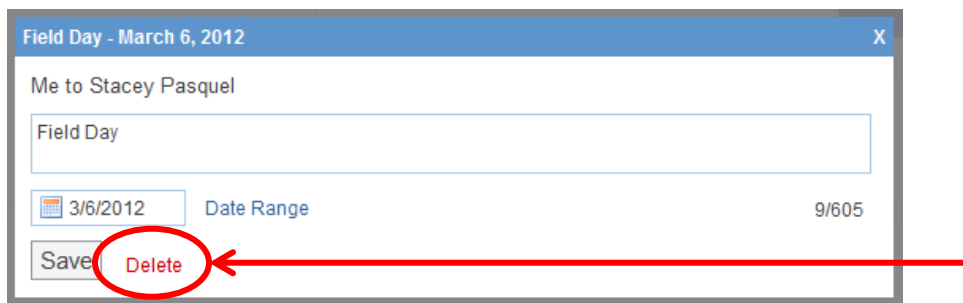 Field Day - March 6, 2012 X
Me to Stacey Pasquel
Field Day
3/6/2012 Date Range 9/605
Save Delete